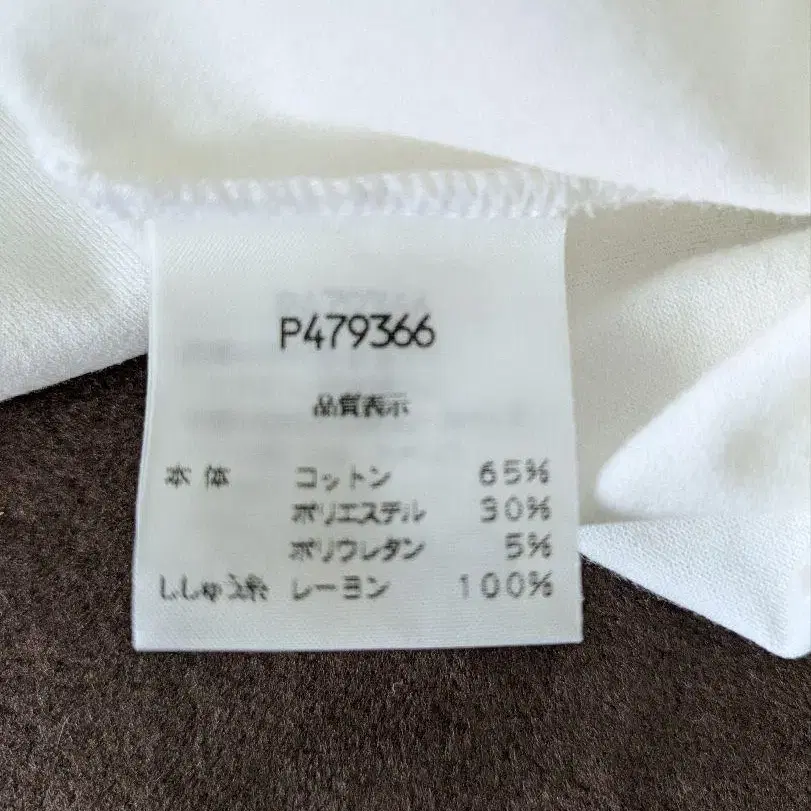 P479366
品質表示
本体 コットン 65%
ポリエステル 30%
ポリウレタン 5%
ししゅう糸 レーヨン 100%